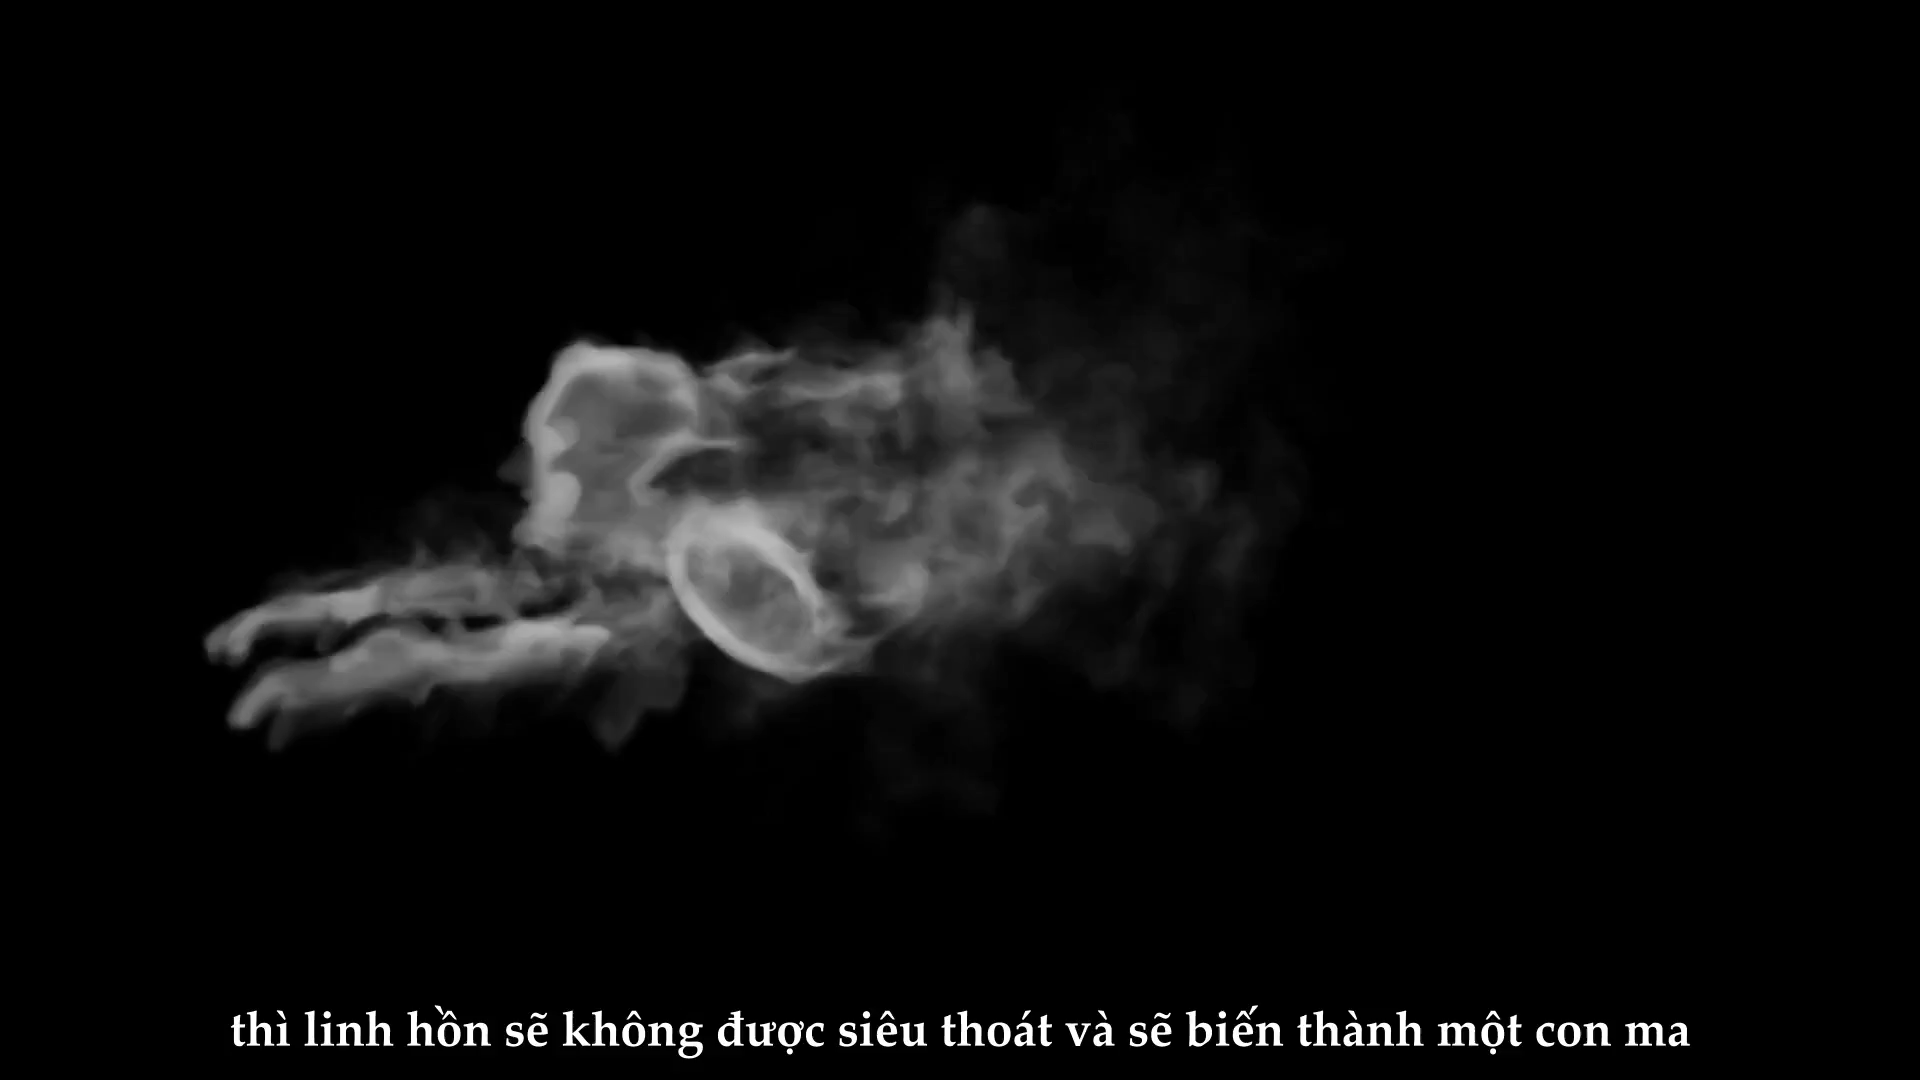 thì linh hồn sẽ không được siêu thoát và sẽ biến thành một con ma